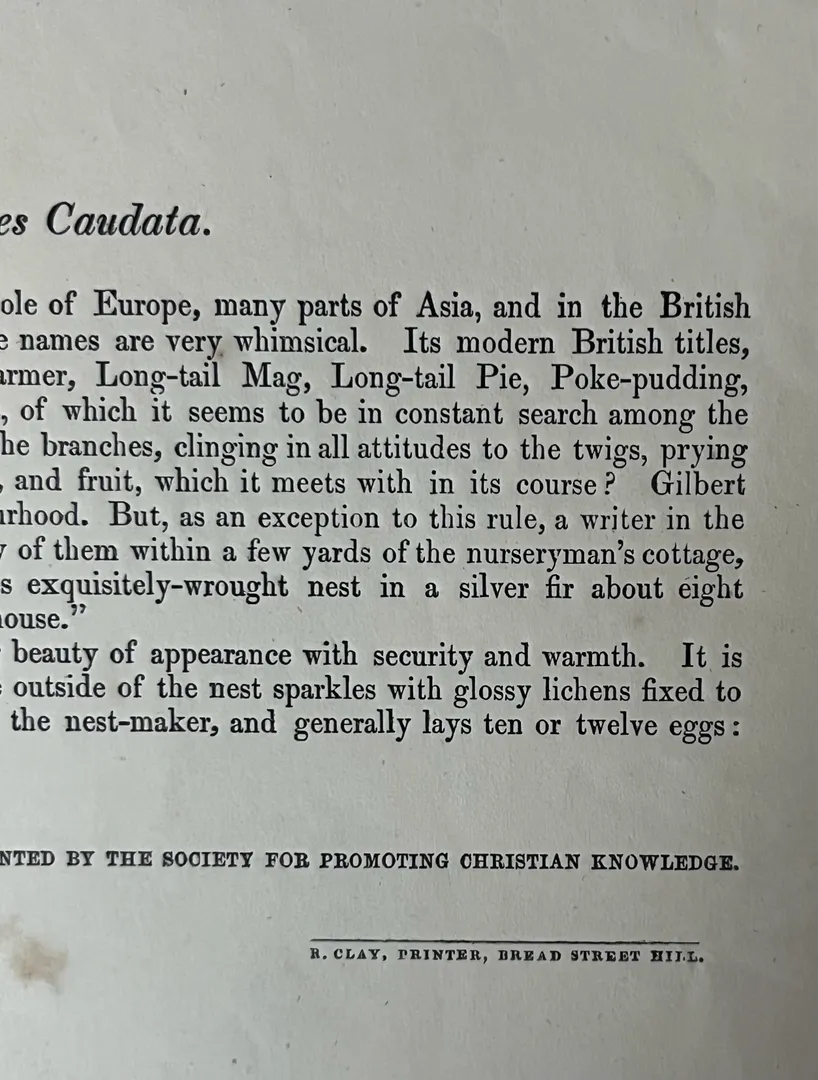 es Caudata.
ole of Europe, many parts of Asia, and in the British
e names are very whimsical. Its modern British titles,
armer, Long-tail Mag, Long-tail Pie, Poke-pudding,
, of which it seems to be in constant search among the
he branches, clinging in all attitudes to the twigs, prying
, and fruit, which it meets with in its course? Gilbert
urhood. But, as an exception to this rule, a writer in the
y of them within a few yards of the nurseryman's cottage,
s exquisitely-wrought nest in a silver fir about eight
ouse."
beauty of appearance with security and warmth. It is
outside of the nest sparkles with glossy lichens fixed to
the nest-maker, and generally lays ten or twelve eggs:
NTED BY THE SOCIETY FOR PROMOTING CHRISTIAN KNOWLEDGE.
R. CLAY, PRINTER, BREAD STREET HILL.